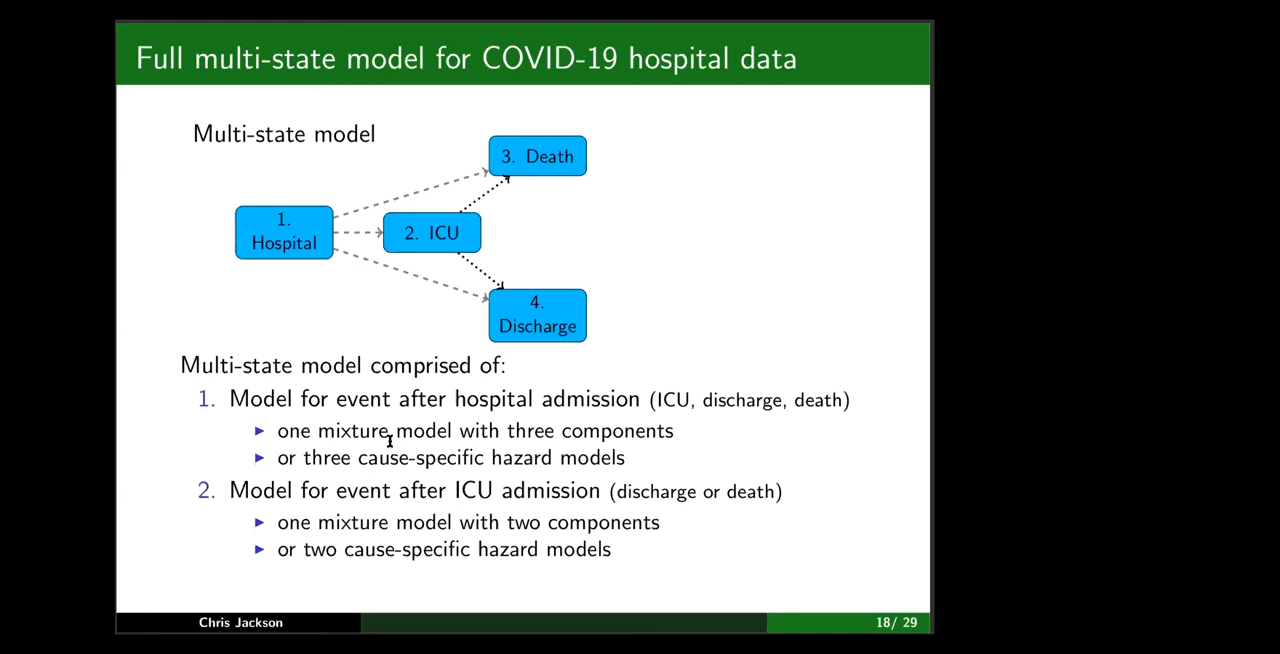 Full multi-state model for COVID-19 hospital data
Multi-state model
3. Death
1.
Hospital
2. ICU
4.
Discharge
Multi-state model comprised of:
1. Model for event after hospital admission (ICU, discharge, death)
▶ one mixture model with three components
▶ or three cause-specific hazard models
2. Model for event after ICU admission (discharge or death)
▶ one mixture model with two components
▶ or two cause-specific hazard models
Chris Jackson
18/ 29